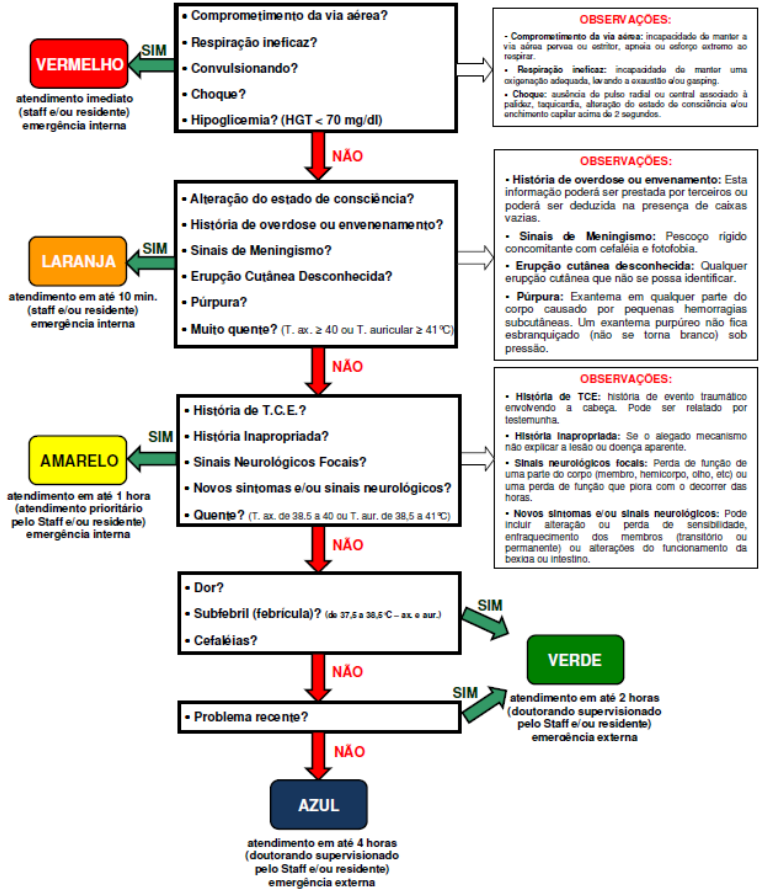 • Comprometimento da via aérea?
• Respiração ineficaz?
• Convulsionando?
• Choque?
• Hipoglicemia? (HGT < 70 mg/dl)
SIM
VERMELHO
atendimento imediato
(staff e/ou residente)
emergência interna
OBSERVAÇÕES:
• Comprometimento da via aérea: incapacidade de manter a
via aérea pervea ou estritor, apneia ou esforço extremo ao
respirar.
• Respiração ineficaz: incapacidade de manter uma
oxigenação adequada, levando a exaustão e/ou gasping.
• Choque: ausência de pulso radial ou central associado à
palidez, taquicardia, alteração do estado de consciência e/ou
enchimento capilar acima de 2 segundos.
NÃO
• Alteração do estado de consciência?
• História de overdose ou envenenamento?
• Sinais de Meningismo?
• Erupção Cutânea Desconhecida?
• Púrpura?
• Muito quente? (T. ax. ≥ 40 ou T. auricular ≥ 41ºC)
SIM
LARANJA
atendimento em até 10 min.
(staff e/ou residente)
emergência interna
OBSERVAÇÕES:
• História de overdose ou envenamento: Esta
informação poderá ser prestada por terceiros ou
poderá ser deduzida na presença de caixas
vazias.
• Sinais de Meningismo: Pescoço rígido
concomitante com cefaléia e fotofobia.
• Erupção cutânea desconhecida: Qualquer
erupção cutânea que não se possa identificar.
• Púrpura: Exantema em qualquer parte do
corpo causado por pequenas hemorragias
subcutâneas. Um exantema purpúreo não fica
esbranquiçado (não se torna branco) sob
pressão.
NÃO
• História de T.C.E.?
• História Inapropriada?
• Sinais Neurológicos Focais?
• Novos sintomas e/ou sinais neurológicos?
• Quente? (T. ax. de 38.5 a 40 ou T. aur. de 38,5 a 41ºC)
SIM
AMARELO
atendimento em até 1 hora
(atendimento prioritário
pelo Staff e/ou residente)
emergência interna
OBSERVAÇÕES:
• História de TCE: história de evento traumático
envolvendo a cabeça. Pode ser relatado por
testemunha.
• História Inapropriada: Se o alegado mecanismo
não explicar a lesão ou doença aparente.
• Sinais neurológicos focais: Perda de função de
uma parte do corpo (membro, hemicorpo, olho, etc) ou
uma perda de função que piora com o decorrer das
horas.
• Novos sintomas e/ou sinais neurológicos: Pode
incluir alteração ou perda de sensibilidade,
enfraquecimento dos membros (transitório ou
permanente) ou alterações do funcionamento da
bexiga ou intestino.
NÃO
• Dor?
• Subfebril (febrícula)? (de 37,5 a 38,5ºC – ax. e aur.)
• Cefaléias?
SIM
NÃO
• Problema recente?
SIM
VERDE
atendimento em até 2 horas
(doutorando supervisionado
pelo Staff e/ou residente)
emergência externa
NÃO
AZUL
atendimento em até 4 horas
(doutorando supervisionado
pelo Staff e/ou residente)
emergência externa